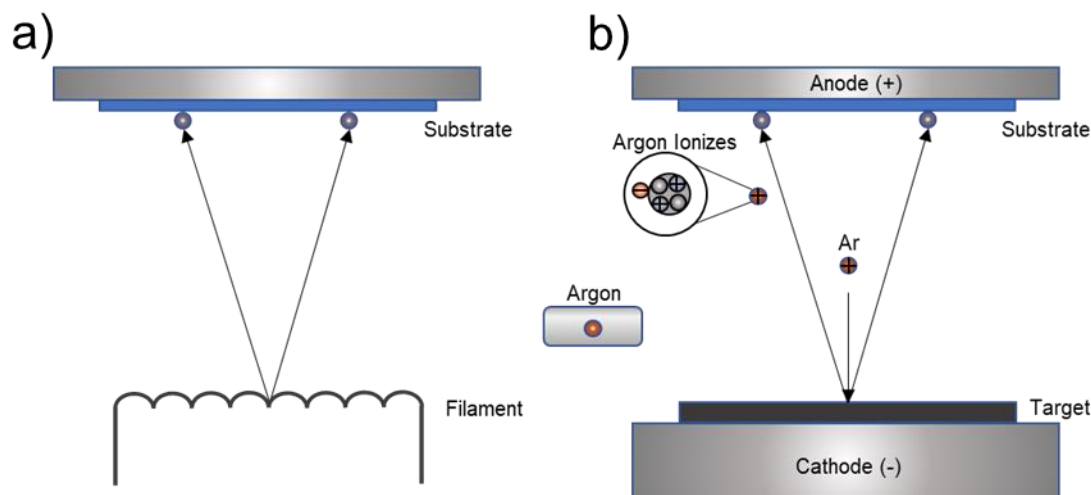 a)
Substrate
Filament
b)
Anode (+)
Substrate
Argon Ionizes
Ar
Argon
Target
Cathode (-)